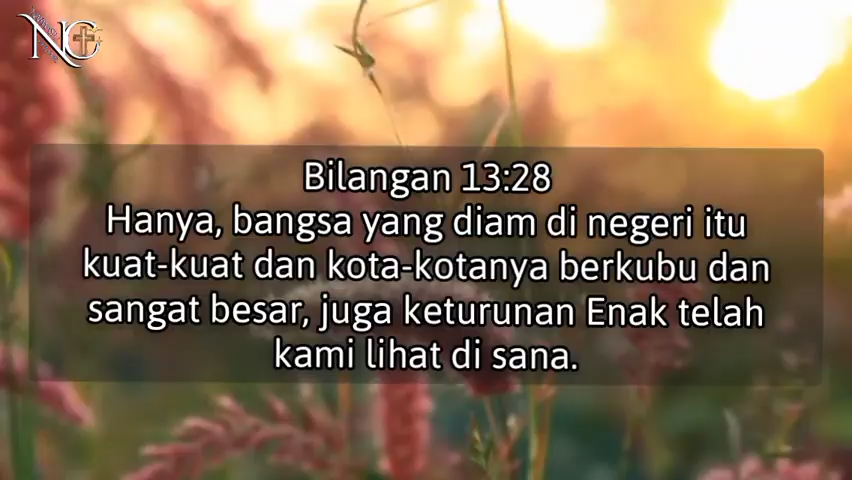 NC
Bilangan 13:28
Hanya, bangsa yang diam di negeri itu
kuat-kuat dan kota-kotanya berkubu dan
sangat besar, juga keturunan Enak telah
kami lihat di sana.